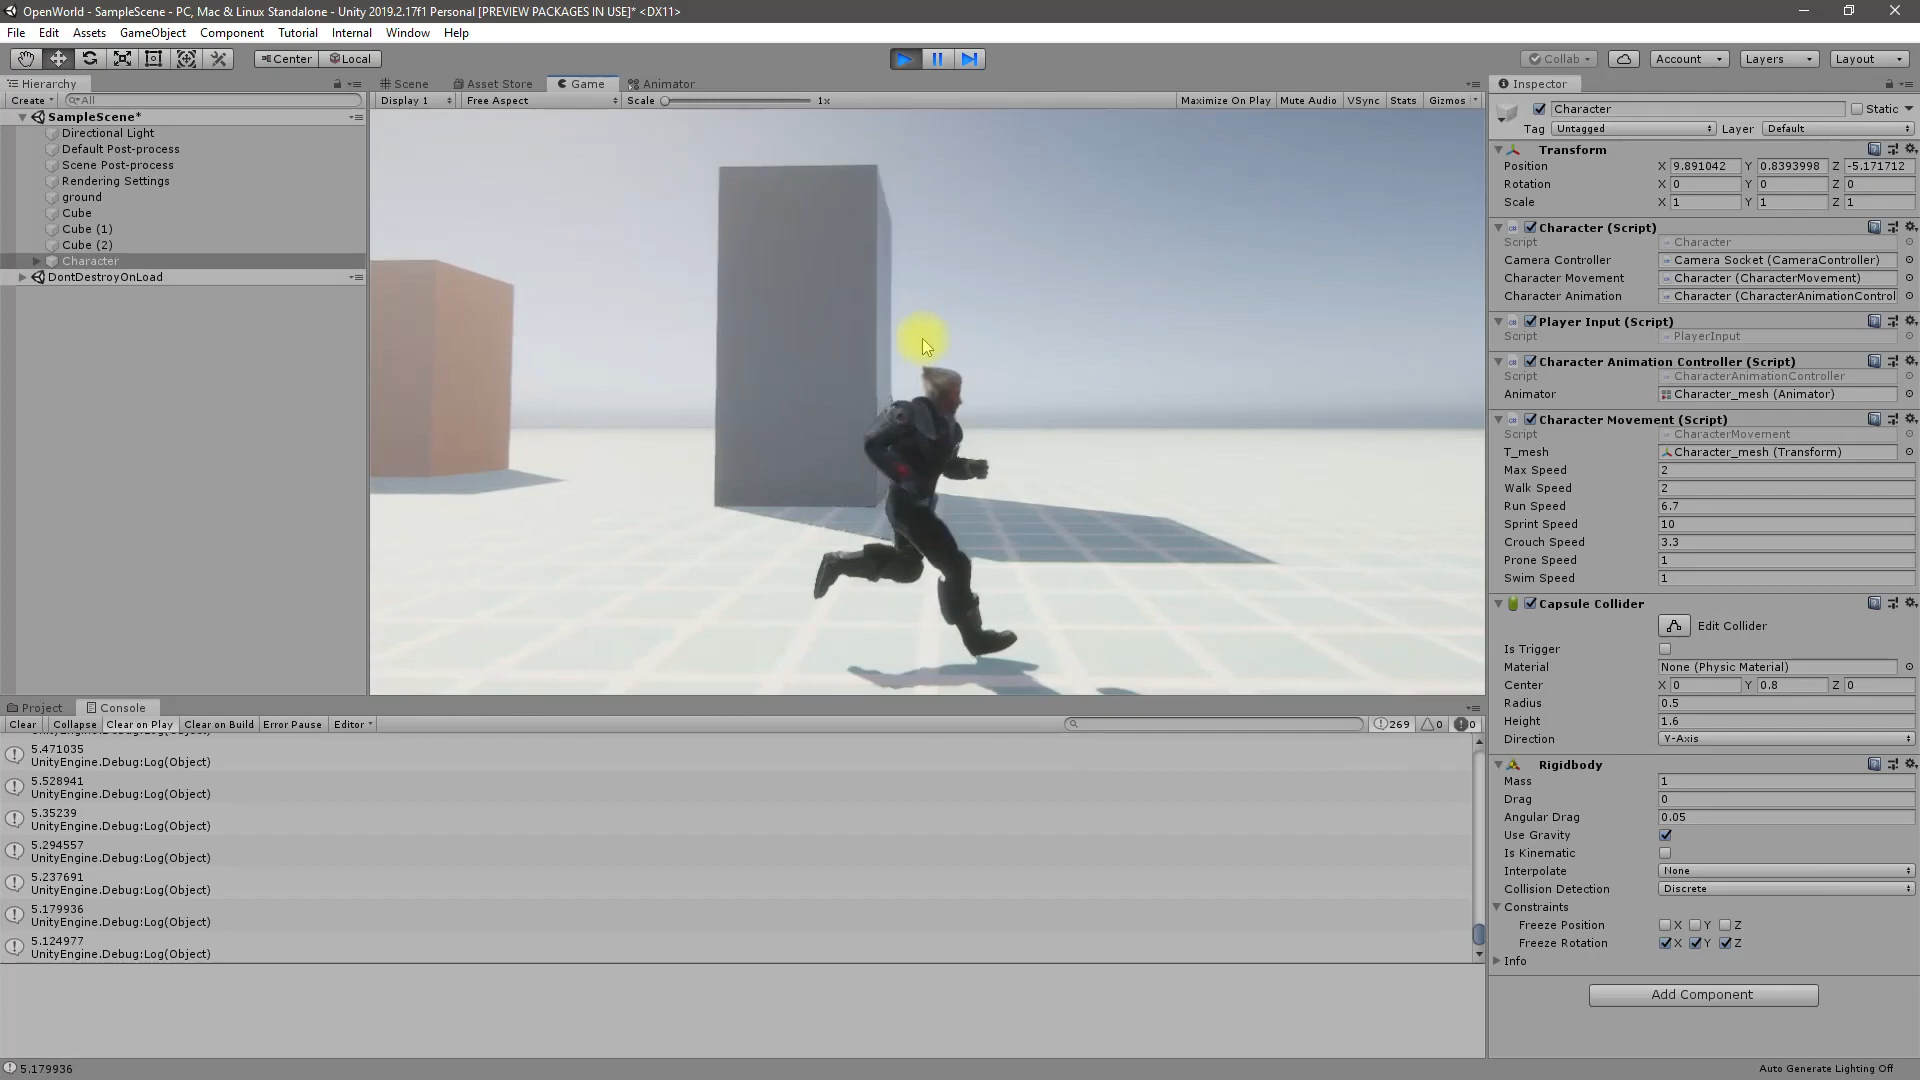 OpenWorld - SampleScene - PC, Mac & Linux Standalone - Unity 2019.2.17f1 Personal [PREVIEW PACKAGES IN USE]* <DX11>
File Edit Assets GameObject Component Tutorial Internal Window Help
Center Local Collab Account Layers Layout
Hierarchy
Create All
SampleScene*
Directional Light
Default Post-process
Scene Post-process
Rendering Settings
ground
Cube
Cube (1)
Cube (2)
Character
DontDestroyOnLoad
Scene Asset Store Game Animator
Display 1 Free Aspect Scale 1x Maximize On Play Mute Audio VSync Stats Gizmos
Inspector
Character Static
Tag Untagged Layer Default
Transform
Position X 9.891042 Y 0.8393998 Z -5.171712
Rotation X 0 Y 0 Z 0
Scale X 1 Y 1 Z 1
Character (Script)
Script Character
Camera Controller Camera Socket (CameraController)
Character Movement Character (CharacterMovement)
Character Animation Character (CharacterAnimationControl
Player Input (Script)
Script PlayerInput
Character Animation Controller (Script)
Script CharacterAnimationController
Animator Character_mesh (Animator)
Character Movement (Script)
Script CharacterMovement
T_mesh Character_mesh (Transform)
Max Speed 2
Walk Speed 2
Run Speed 6.7
Sprint Speed 10
Crouch Speed 3.3
Prone Speed 1
Swim Speed 1
Capsule Collider
Edit Collider
Is Trigger
Material None (Physic Material)
Center X 0 Y 0.8 Z 0
Radius 0.5
Height 1.6
Direction Y-Axis
Rigidbody
Mass 1
Drag 0
Angular Drag 0.05
Use Gravity
Is Kinematic
Interpolate None
Collision Detection Discrete
Constraints
Freeze Position X Y Z
Freeze Rotation X Y Z
Info
Add Component
Project Console
Clear Collapse Clear on Play Clear on Build Error Pause Editor 269 0 0
UnityEngine.Debug:Log(Object)
5.471035
UnityEngine.Debug:Log(Object)
5.528941
UnityEngine.Debug:Log(Object)
5.35239
UnityEngine.Debug:Log(Object)
5.294557
UnityEngine.Debug:Log(Object)
5.237691
UnityEngine.Debug:Log(Object)
5.179936
UnityEngine.Debug:Log(Object)
5.124977
UnityEngine.Debug:Log(Object)
5.179936
Auto Generate Lighting Off